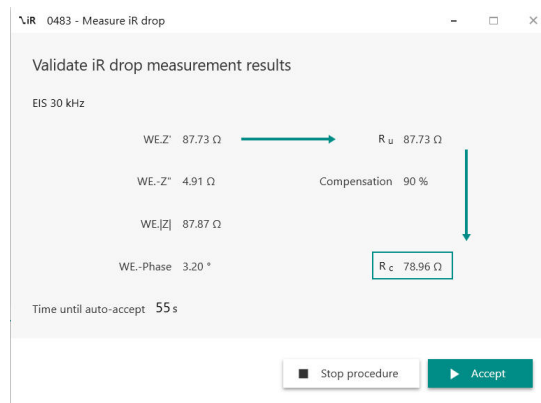 iR 0483 - Measure iR drop
Validate iR drop measurement results
EIS 30 kHz
WE.Z' 87.73 Ω R u 87.73 Ω
WE.-Z" 4.91 Ω Compensation 90 %
WE.|Z| 87.87 Ω
WE.-Phase 3.20 ° R c 78.96 Ω
Time until auto-accept 55 s
Stop procedure Accept